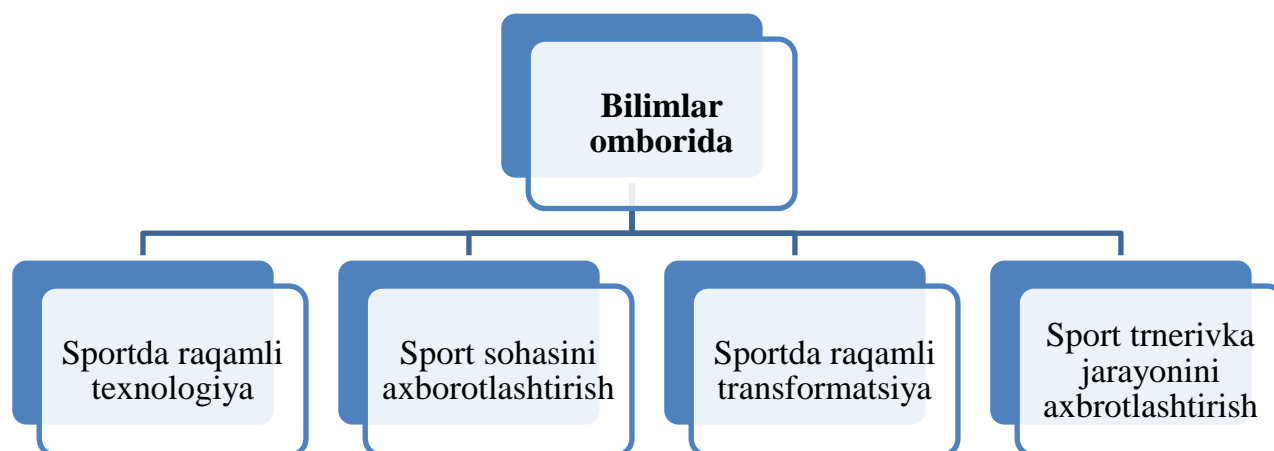 Bilimlar
omborida
Sportda raqamli
texnologiya
Sport sohasini
axborotlashtirish
Sportda raqamli
transformatsiya
Sport trnerivka
jarayonini
axbrotlashtirish